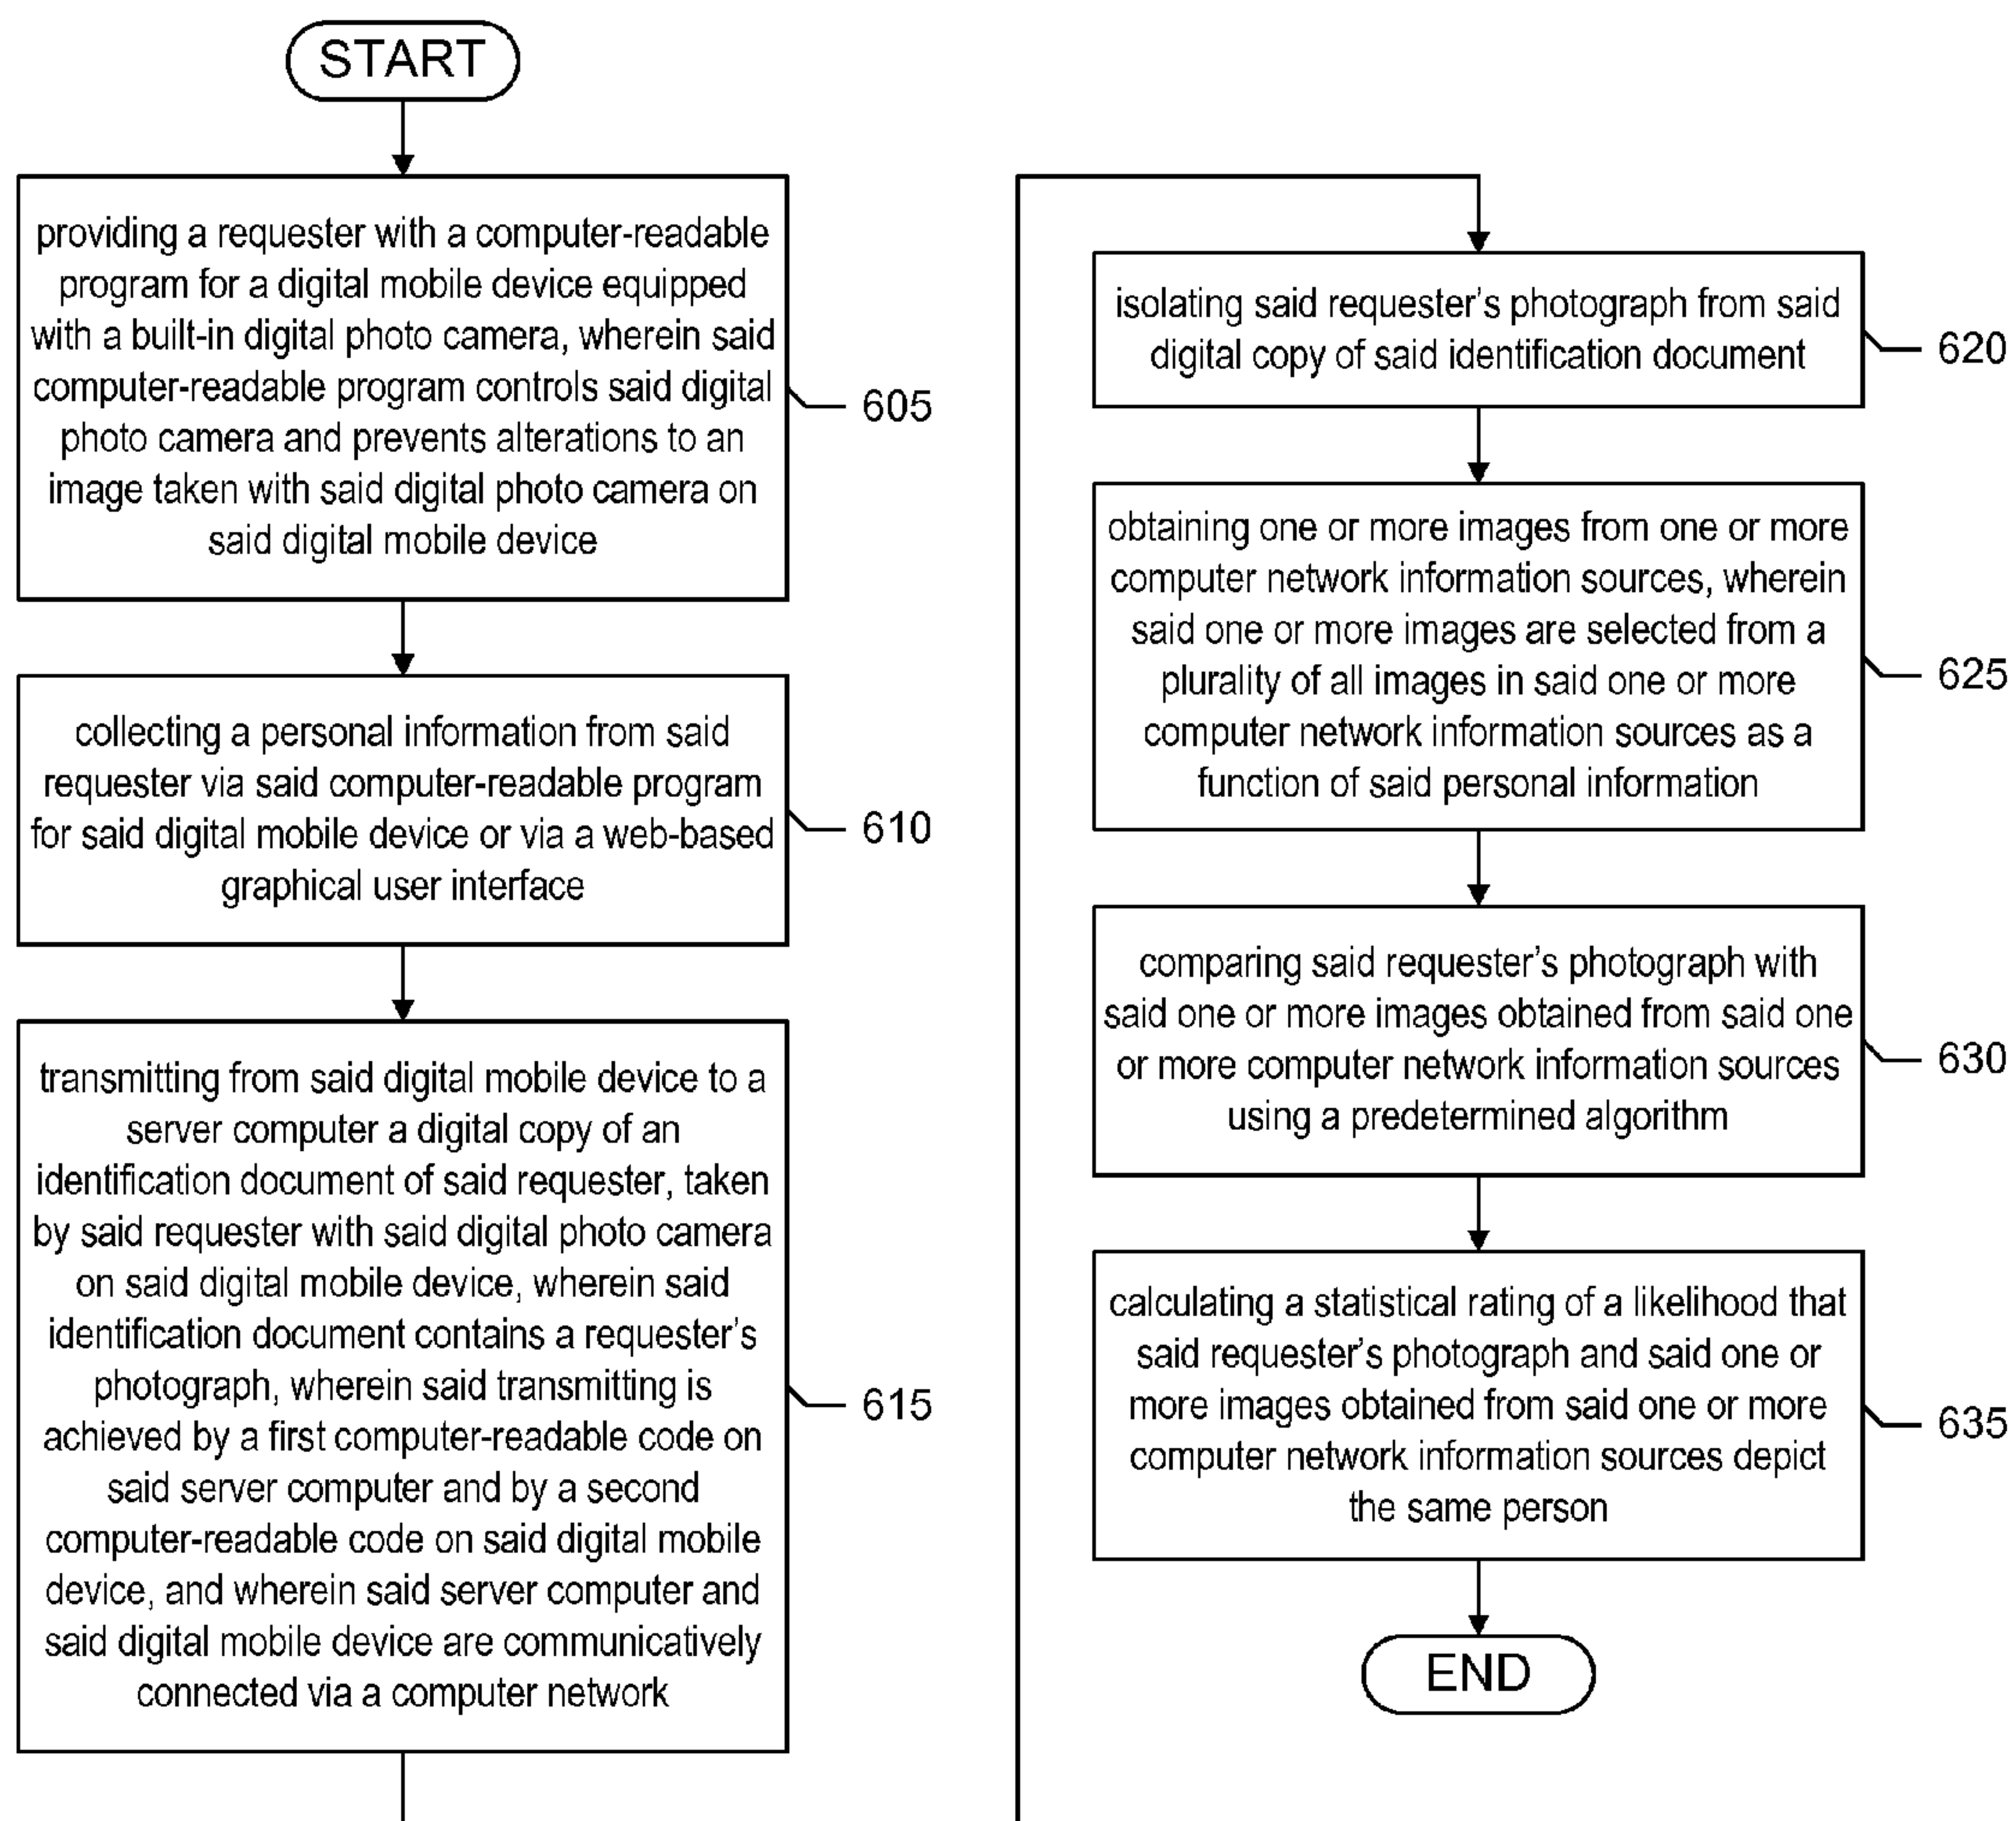 START
providing a requester with a computer-readable
program for a digital mobile device equipped
with a built-in digital photo camera, wherein said
computer-readable program controls said digital
photo camera and prevents alterations to an
image taken with said digital photo camera on
said digital mobile device
605
collecting a personal information from said
requester via said computer-readable program
for said digital mobile device or via a web-based
graphical user interface
610
transmitting from said digital mobile device to a
server computer a digital copy of an
identification document of said requester, taken
by said requester with said digital photo camera
on said digital mobile device, wherein said
identification document contains a requester's
photograph, wherein said transmitting is
achieved by a first computer-readable code on
said server computer and by a second
computer-readable code on said digital mobile
device, and wherein said server computer and
said digital mobile device are communicatively
connected via a computer network
615
isolating said requester's photograph from said
digital copy of said identification document
620
obtaining one or more images from one or more
computer network information sources, wherein
said one or more images are selected from a
plurality of all images in said one or more
computer network information sources as a
function of said personal information
625
comparing said requester's photograph with
said one or more images obtained from said one
or more computer network information sources
using a predetermined algorithm
630
calculating a statistical rating of a likelihood that
said requester's photograph and said one or
more images obtained from said one or more
computer network information sources depict
the same person
635
END